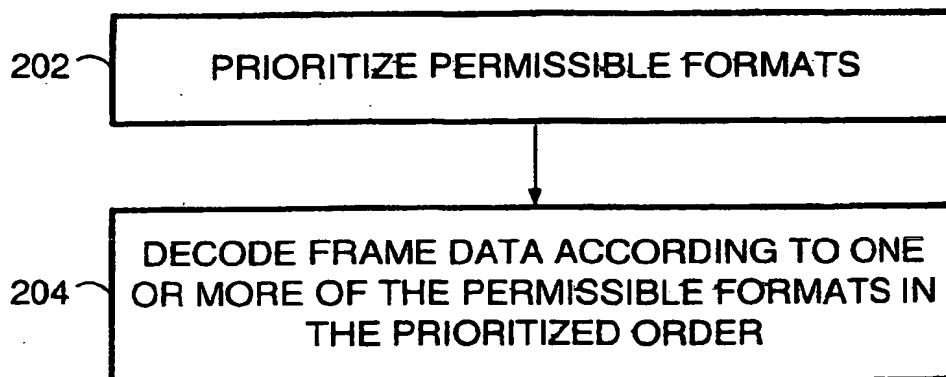 202 PRIORITIZE PERMISSIBLE FORMATS
DECODE FRAME DATA ACCORDING TO ONE
204 OR MORE OF THE PERMISSIBLE FORMATS IN
THE PRIORITIZED ORDER